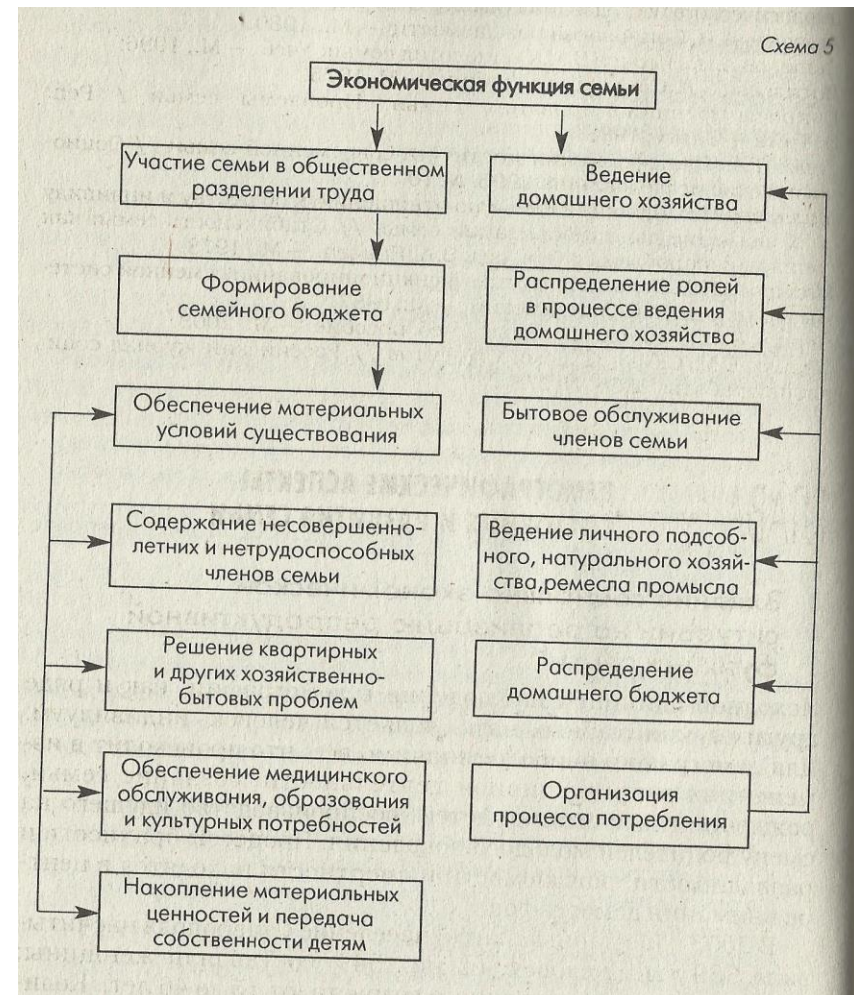 Схема 5
Экономическая функция семьи
Участие семьи в общественном
разделении труда
Ведение
домашнего хозяйства
Формирование
семейного бюджета
Распределение ролей
в процессе ведения
домашнего хозяйства
Обеспечение материальных
условий существования
Бытовое обслуживание
членов семьи
Содержание несовершенно-
летних и нетрудоспособных
членов семьи
Ведение личного подсоб-
ного, натурального хозяй-
ства,ремесла промысла
Решение квартирных
и других хозяйственно-
бытовых проблем
Распределение
домашнего бюджета
Обеспечение медицинского
обслуживания, образования
и культурных потребностей
Организация
процесса потребления
Накопление материальных
ценностей и передача
собственности детям